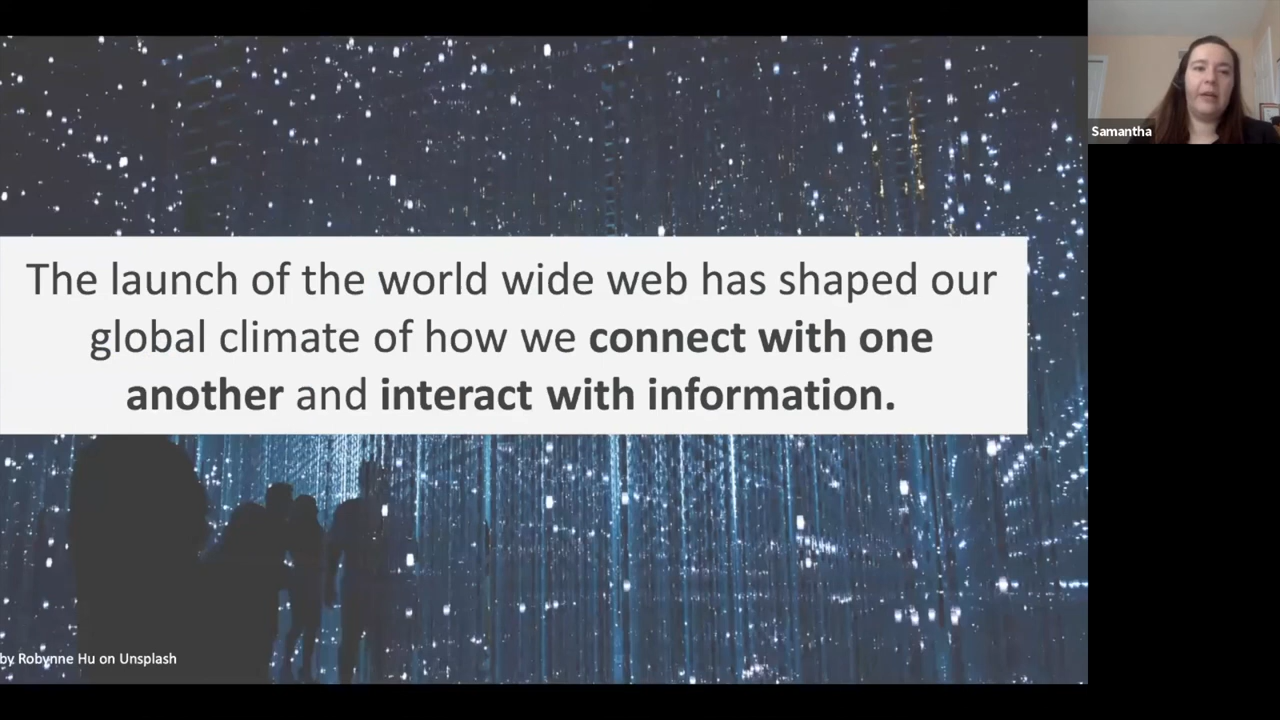 Samantha
The launch of the world wide web has shaped our
global climate of how we connect with one
another and interact with information.
by Robynne Hu on Unsplash